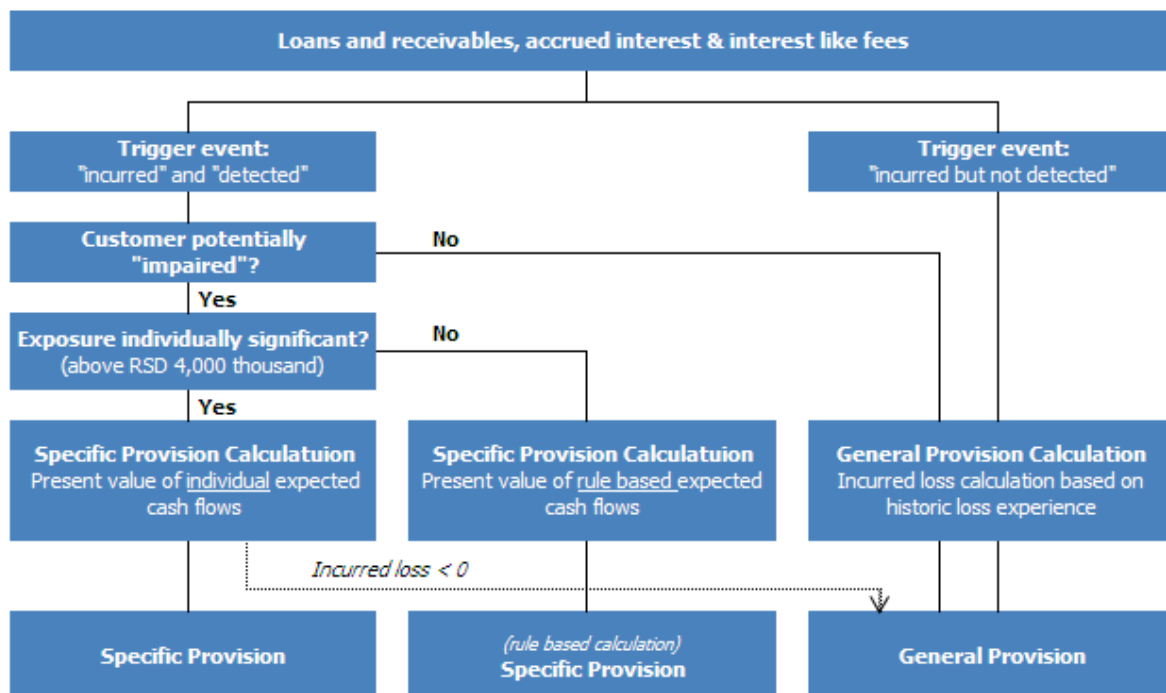 Loans and receivables, accrued interest & interest like fees
Trigger event:
"incurred" and "detected"
Trigger event:
"incurred but not detected"
Customer potentially
"impaired"?
No
Yes
Exposure individually significant?
(above RSD 4,000 thousand)
No
Yes
Specific Provision Calculatuion
Present value of individual expected
cash flows
Specific Provision Calculatuion
Present value of rule based expected
cash flows
General Provision Calculation
Incurred loss calculation based on
historic loss experience
Incurred loss < 0
Specific Provision
(rule based calculation)
Specific Provision
General Provision